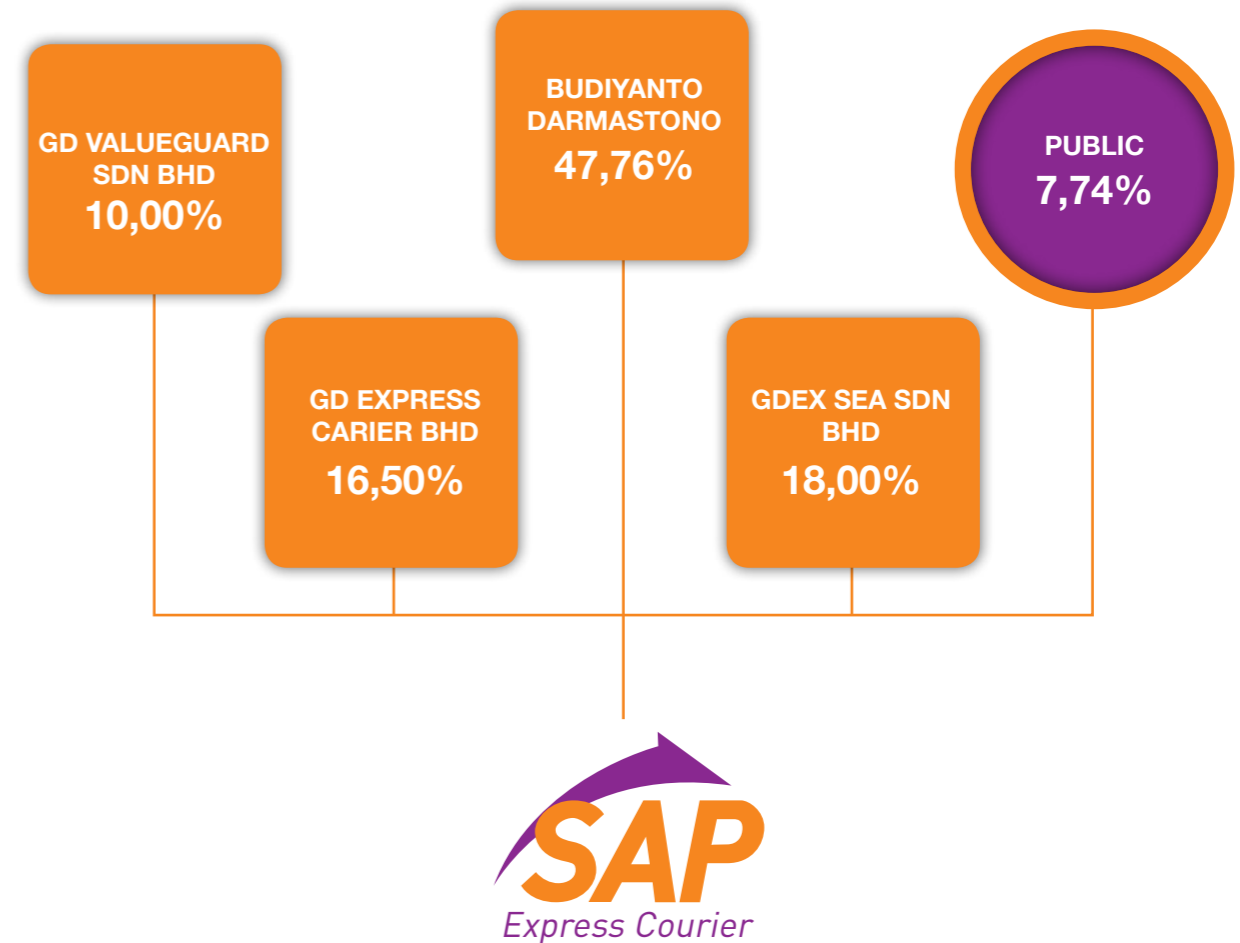 GD VALUEGUARD
SDN BHD
10,00%
BUDIYANTO
DARMASTONO
47,76%
PUBLIC
7,74%
GD EXPRESS
CARIER BHD
16,50%
GDEX SEA SDN
BHD
18,00%
SAP
Express Courier